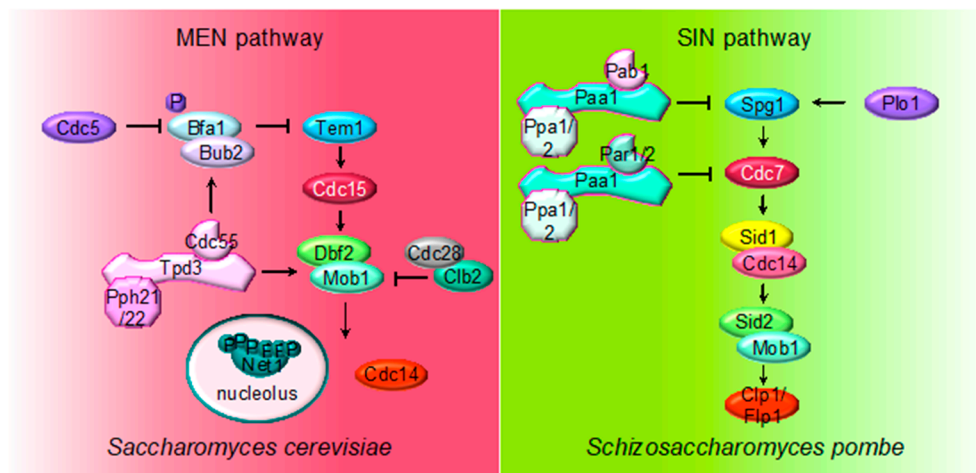 MEN pathway
Cdc5
P
Bfa1
Bub2
Tem1
Cdc15
Cdc55
Tpd3
Pph21
/22
Dbf2
Mob1
Cdc28
Clb2
P
P
P
P
P
P
Net1
nucleolus
Cdc14
Saccharomyces cerevisiae
SIN pathway
Pab1
Paa1
Ppa1/
2
Spg1
Plo1
Par1/2
Paa1
Ppa1/
2
Cdc7
Sid1
Cdc14
Sid2
Mob1
Clp1/
Flp1
Schizosaccharomyces pombe